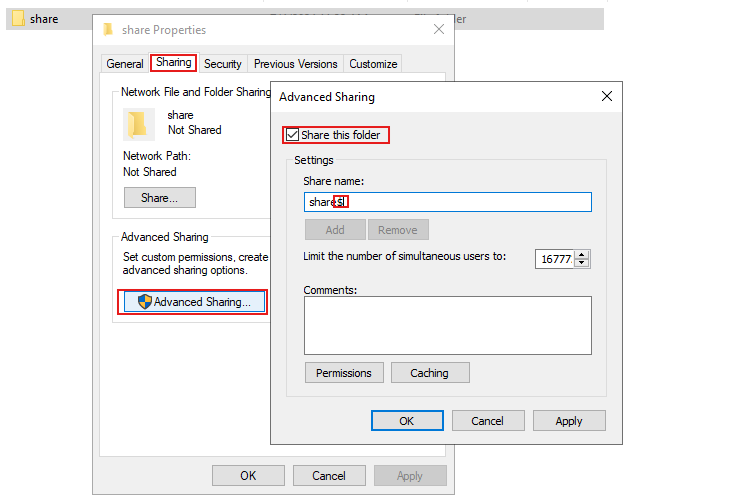 share
share Properties
General Sharing Security Previous Versions Customize
Network File and Folder Sharing
share
Not Shared
Network Path:
Not Shared
Share...
Advanced Sharing
Set custom permissions, create
advanced sharing options.
Advanced Sharing...
OK Cancel Apply
Advanced Sharing
Share this folder
Settings
Share name:
share$
Add Remove
Limit the number of simultaneous users to: 16777
Comments:
Permissions Caching
OK Cancel Apply